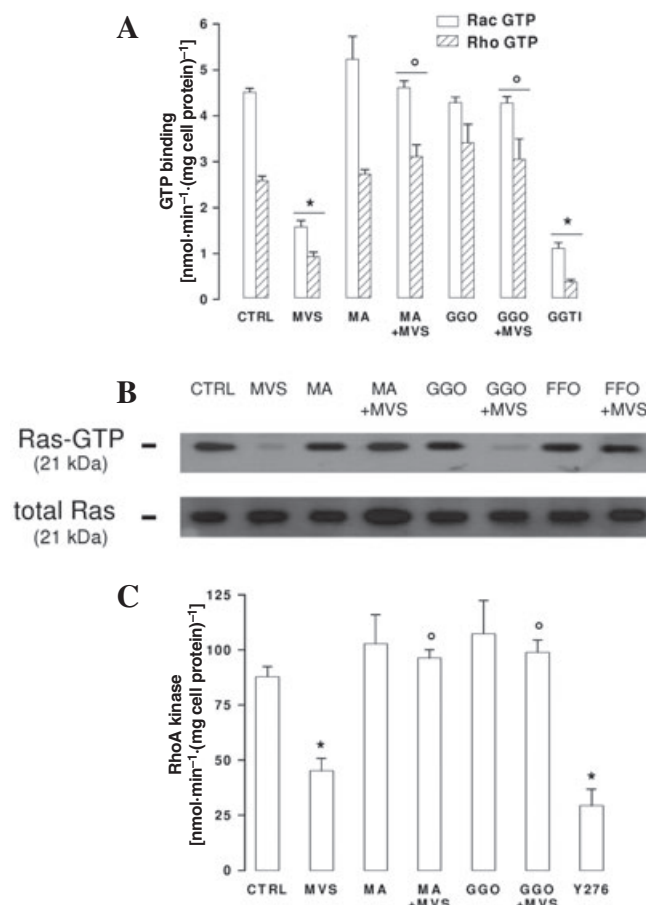 A
Rac GTP
Rho GTP
GTP binding
[nmol·min⁻¹·(mg cell protein)⁻¹]
6
5
4
3
2
1
0
* ° ° *
CTRL MVS MA MA +MVS GGO GGO +MVS GGTI
B
CTRL MVS MA MA +MVS GGO GGO +MVS FFO FFO +MVS
Ras-GTP
(21 kDa)
total Ras
(21 kDa)
C
RhoA kinase
[nmol·min⁻¹·(mg cell protein)⁻¹]
125
100
75
50
25
0
* ° ° *
CTRL MVS MA MA +MVS GGO GGO +MVS Y276